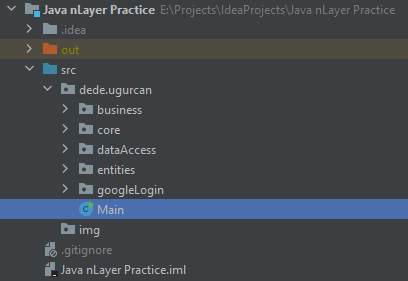 Java nLayer Practice E:\Projects\IdeaProjects\Java nLayer Practice
.idea
out
src
dede.ugurcan
business
core
dataAccess
entities
googleLogin
Main
img
.gitignore
Java nLayer Practice.iml